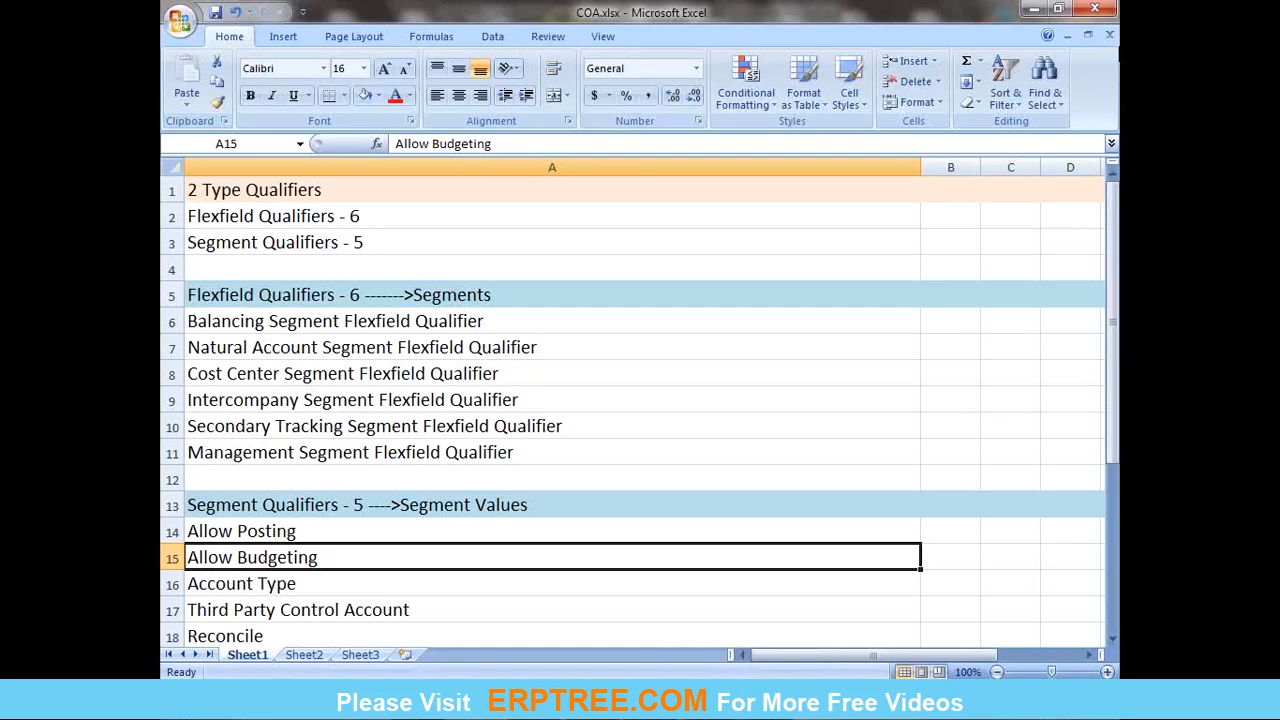 COA.xlsx - Microsoft Excel
Home Insert Page Layout Formulas Data Review View
Paste
Clipboard
Calibri 16
B I U
Font
Alignment
General
$ % ,
Number
Conditional Formatting
Format as Table
Cell Styles
Styles
Insert
Delete
Format
Cells
Sort & Filter
Find & Select
Editing
A15 fx Allow Budgeting
A B C D
1 2 Type Qualifiers
2 Flexfield Qualifiers - 6
3 Segment Qualifiers - 5
4
5 Flexfield Qualifiers - 6 ------->Segments
6 Balancing Segment Flexfield Qualifier
7 Natural Account Segment Flexfield Qualifier
8 Cost Center Segment Flexfield Qualifier
9 Intercompany Segment Flexfield Qualifier
10 Secondary Tracking Segment Flexfield Qualifier
11 Management Segment Flexfield Qualifier
12
13 Segment Qualifiers - 5 ---->Segment Values
14 Allow Posting
15 Allow Budgeting
16 Account Type
17 Third Party Control Account
18 Reconcile
Sheet1 Sheet2 Sheet3
Ready 100%
Please Visit ERPTREE.COM For More Free Videos